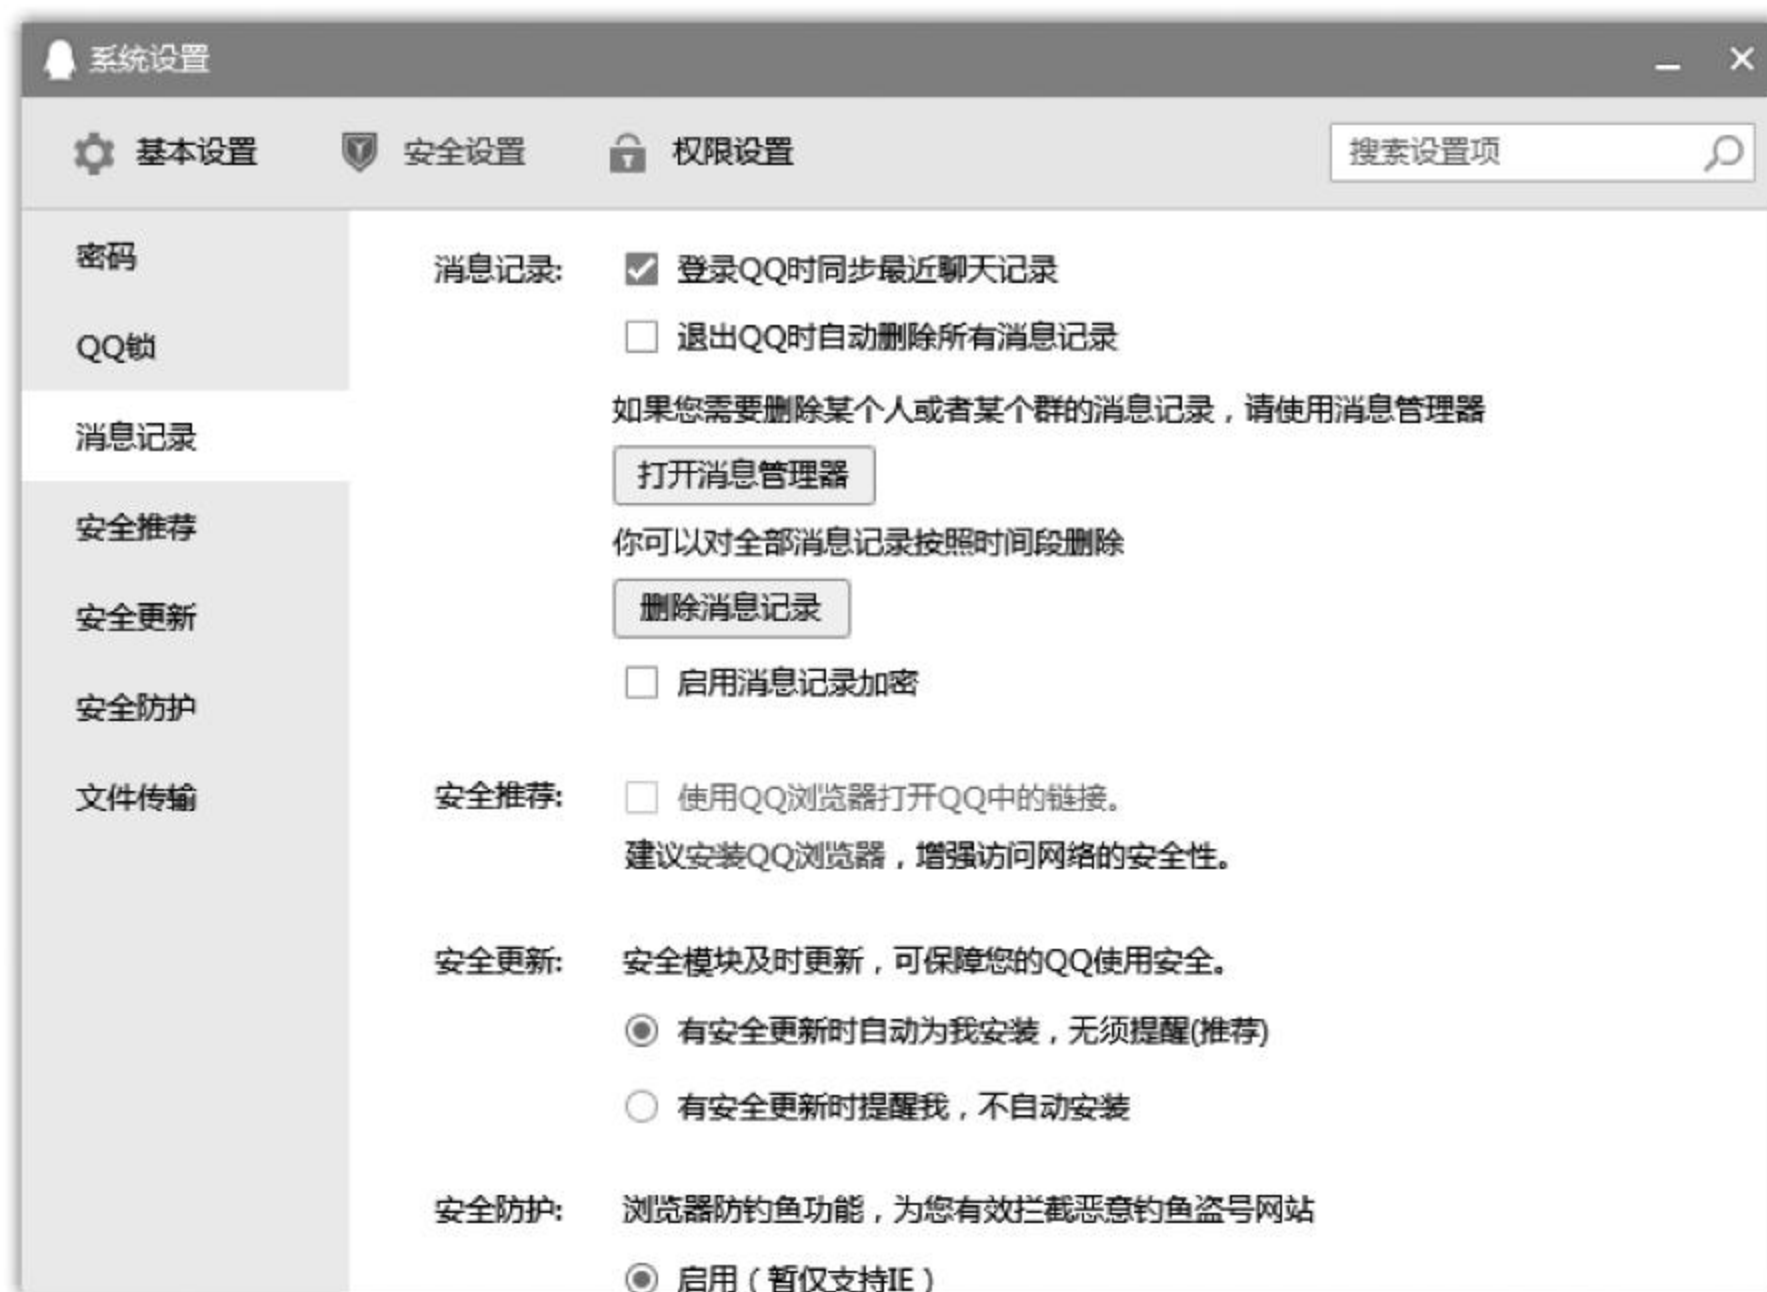 系统设置
基本设置 安全设置 权限设置 搜索设置项
密码
QQ锁
消息记录
安全推荐
安全更新
安全防护
文件传输
消息记录: 登录QQ时同步最近聊天记录
退出QQ时自动删除所有消息记录
如果您需要删除某个人或者某个群的消息记录，请使用消息管理器
打开消息管理器
你可以对全部消息记录按照时间段删除
删除消息记录
启用消息记录加密
安全推荐: 使用QQ浏览器打开QQ中的链接。
建议安装QQ浏览器，增强访问网络的安全性。
安全更新: 安全模块及时更新，可保障您的QQ使用安全。
有安全更新时自动为我安装，无须提醒(推荐)
有安全更新时提醒我，不自动安装
安全防护: 浏览器防钓鱼功能，为您有效拦截恶意钓鱼盗号网站
启用（暂仅支持IE）